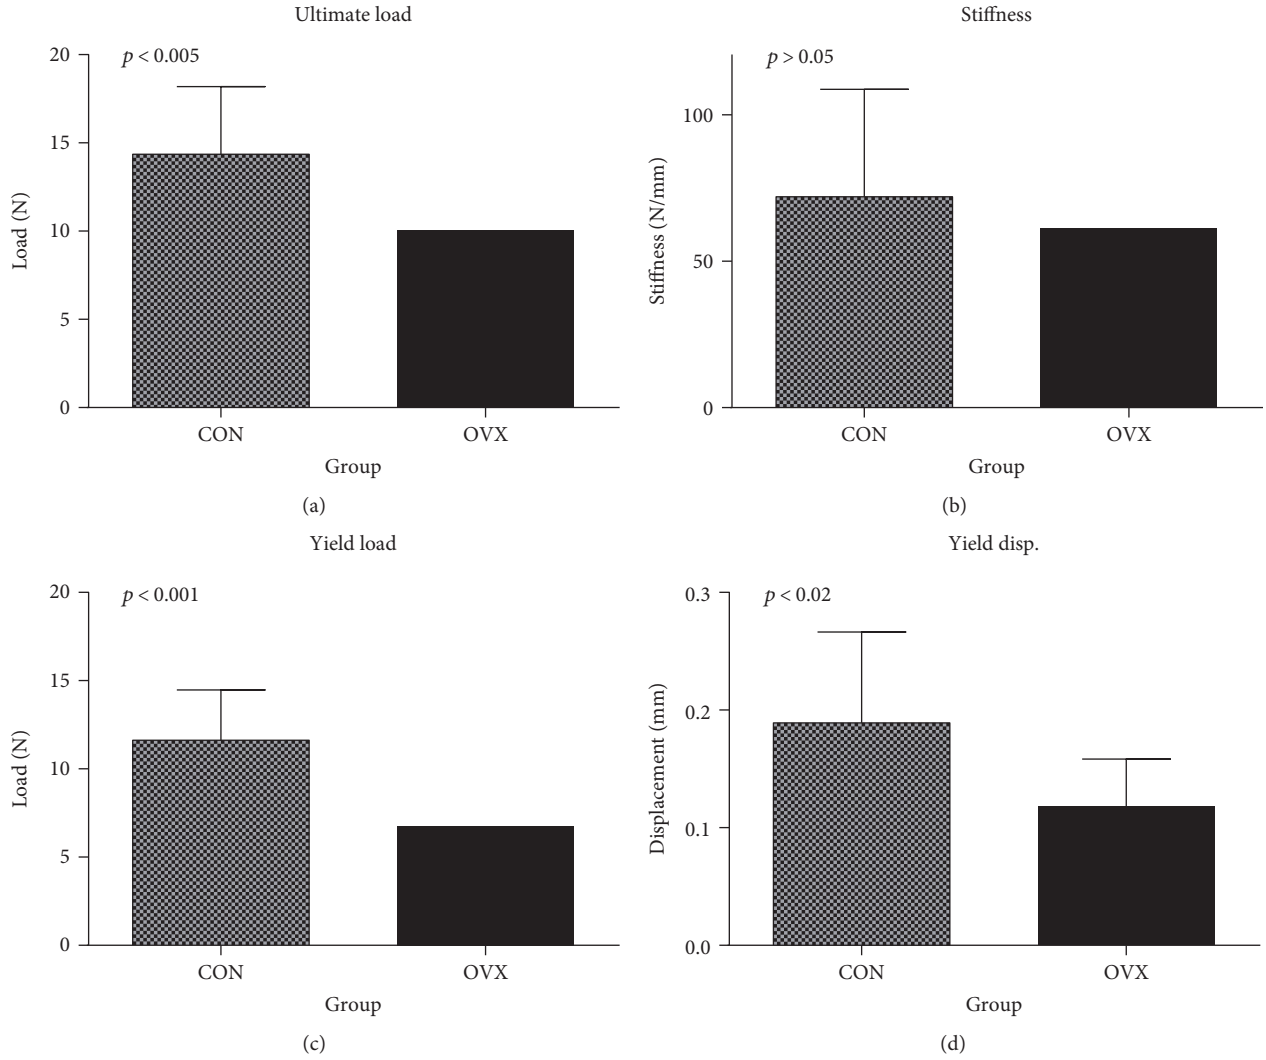 Ultimate load
p < 0.005
20
15
10
5
0
Load (N)
CON
OVX
Group
(a)
Stiffness
p > 0.05
100
50
0
Stiffness (N/mm)
CON
OVX
Group
(b)
Yield load
p < 0.001
20
15
10
5
0
Load (N)
CON
OVX
Group
(c)
Yield disp.
p < 0.02
0.3
0.2
0.1
0.0
Displacement (mm)
CON
OVX
Group
(d)